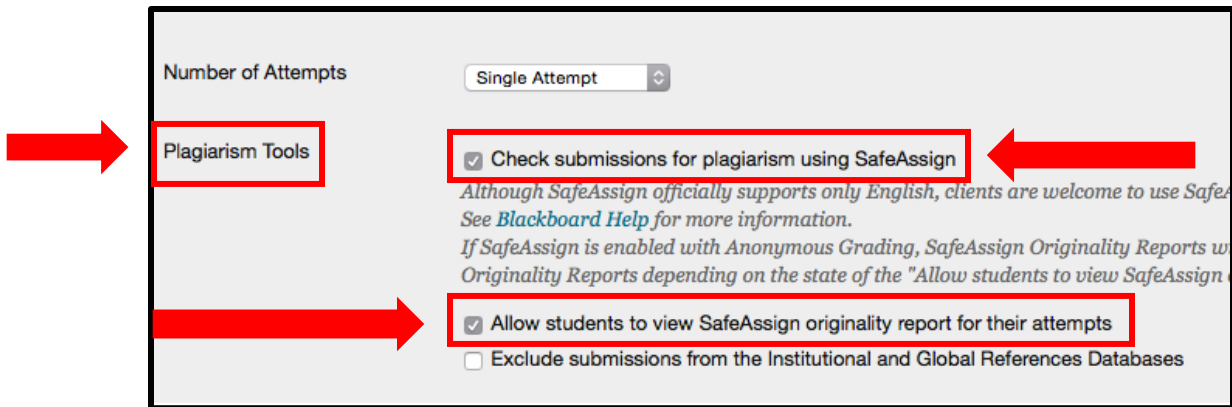 Number of Attempts
Single Attempt
Plagiarism Tools
Check submissions for plagiarism using SafeAssign
Although SafeAssign officially supports only English, clients are welcome to use
See Blackboard Help for more information.
If SafeAssign is enabled with Anonymous Grading, SafeAssign Originality Reports
Originality Reports depending on the state of the "Allow students to view SafeAssign
Allow students to view SafeAssign originality report for their attempts
Exclude submissions from the Institutional and Global References Databases